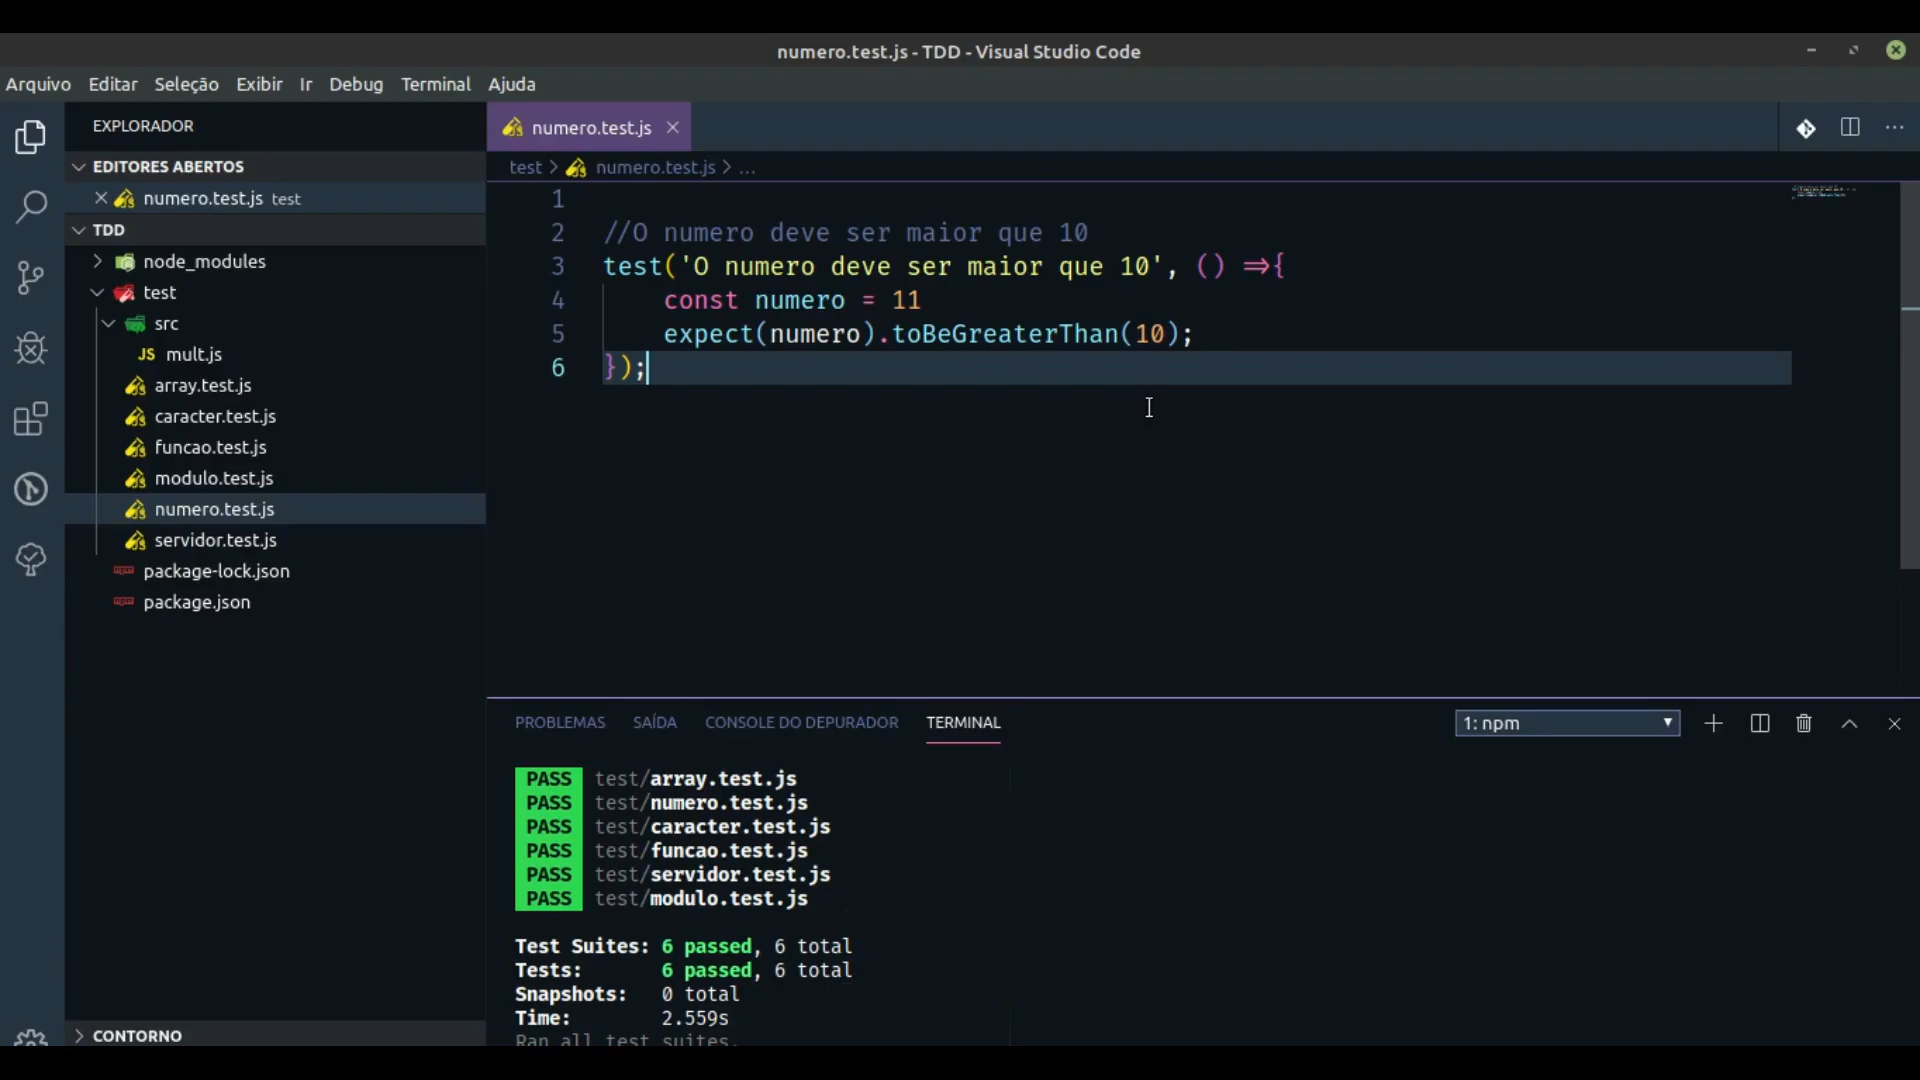 numero.test.js - TDD - Visual Studio Code
Arquivo Editar Seleção Exibir Ir Debug Terminal Ajuda
EXPLORADOR
EDITORES ABERTOS
numero.test.js test
TDD
node_modules
test
src
JS mult.js
array.test.js
caracter.test.js
funcao.test.js
modulo.test.js
numero.test.js
servidor.test.js
package-lock.json
package.json
CONTORNO
numero.test.js
test > numero.test.js > ...
1
2 //O numero deve ser maior que 10
3 test('O numero deve ser maior que 10', () =>{
4 const numero = 11
5 expect(numero).toBeGreaterThan(10);
6 });
PROBLEMAS SAÍDA CONSOLE DO DEPURADOR TERMINAL
1: npm
PASS test/array.test.js
PASS test/numero.test.js
PASS test/caracter.test.js
PASS test/funcao.test.js
PASS test/servidor.test.js
PASS test/modulo.test.js
Test Suites: 6 passed, 6 total
Tests: 6 passed, 6 total
Snapshots: 0 total
Time: 2.559s
Ran all test suites.